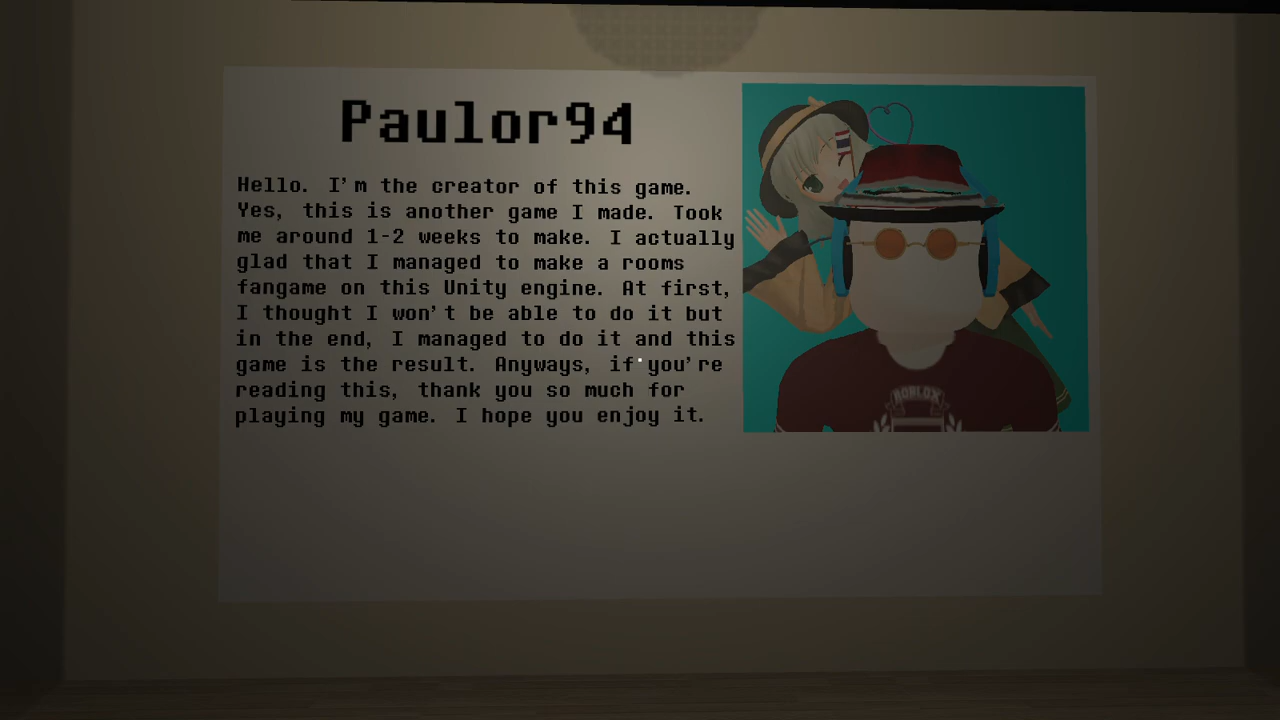 Paulor94
Hello. I'm the creator of this game.
Yes, this is another game I made. Took
me around 1-2 weeks to make. I actually
glad that I managed to make a rooms
fangame on this Unity engine. At first,
I thought I won't be able to do it but
in the end, I managed to do it and this
game is the result. Anyways, if you're
reading this, thank you so much for
playing my game. I hope you enjoy it.
ROBLOX